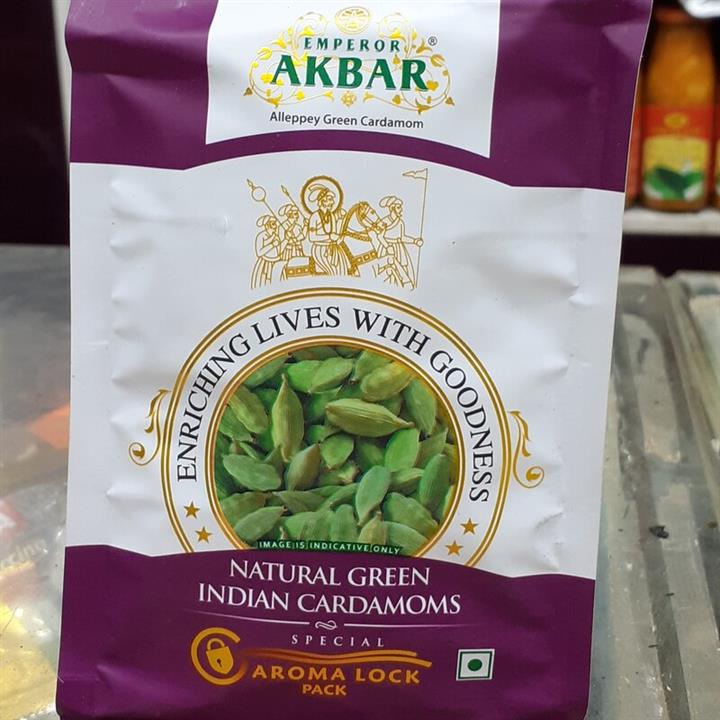 EMPEROR
AKBAR®
Alleppey Green Cardamom
ENRICHING LIVES WITH GOODNESS
IMAGE IS INDICATIVE ONLY
NATURAL GREEN
INDIAN CARDAMOMS
SPECIAL
AROMA LOCK
PACK